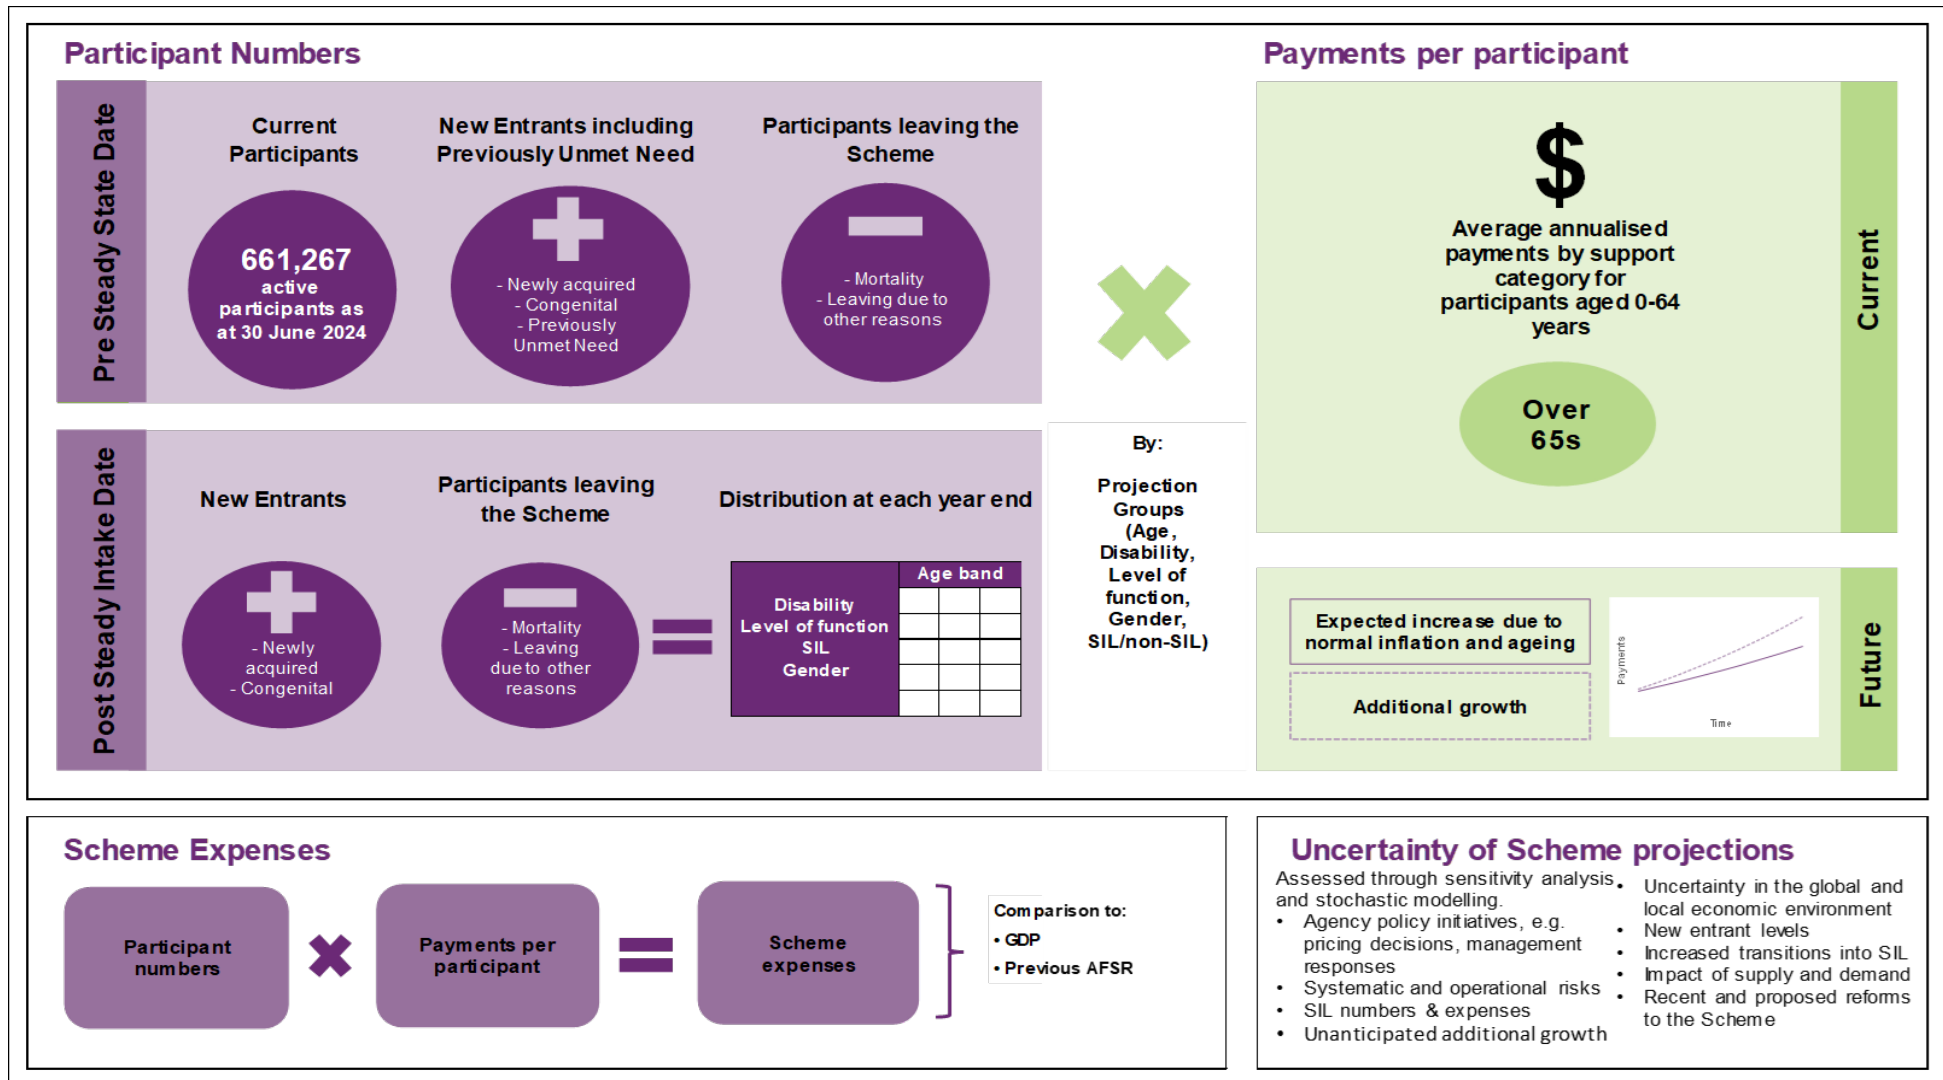 Participant Numbers
Pre Steady State Date
Current
Participants
661,267
active
participants as
at 30 June 2024
New Entrants including
Previously Unmet Need
- Newly acquired
- Congenital
- Previously
Unmet Need
Participants leaving the
Scheme
- Mortality
- Leaving due to
other reasons
Post Steady Intake Date
New Entrants
- Newly
acquired
- Congenital
Participants leaving
the Scheme
- Mortality
- Leaving
due to other
reasons
Distribution at each year end
Age band
Disability
Level of function
SIL
Gender
By:
Projection
Groups
(Age,
Disability,
Level of
function,
Gender,
SIL/non-SIL)
Payments per participant
$
Average annualised
payments by support
category for
participants aged 0-64
years
Over
65s
Current
Expected increase due to
normal inflation and ageing
Additional growth
Payments
Time
Future
Scheme Expenses
Participant
numbers
Payments per
participant
Scheme
expenses
Comparison to:
• GDP
• Previous AFSR
Uncertainty of Scheme projections
Assessed through sensitivity analysis
and stochastic modelling.
• Agency policy initiatives, e.g.
pricing decisions, management
responses
• Systematic and operational risks
• SIL numbers & expenses
• Unanticipated additional growth
• Uncertainty in the global and
local economic environment
• New entrant levels
• Increased transitions into SIL
• Impact of supply and demand
• Recent and proposed reforms
to the Scheme